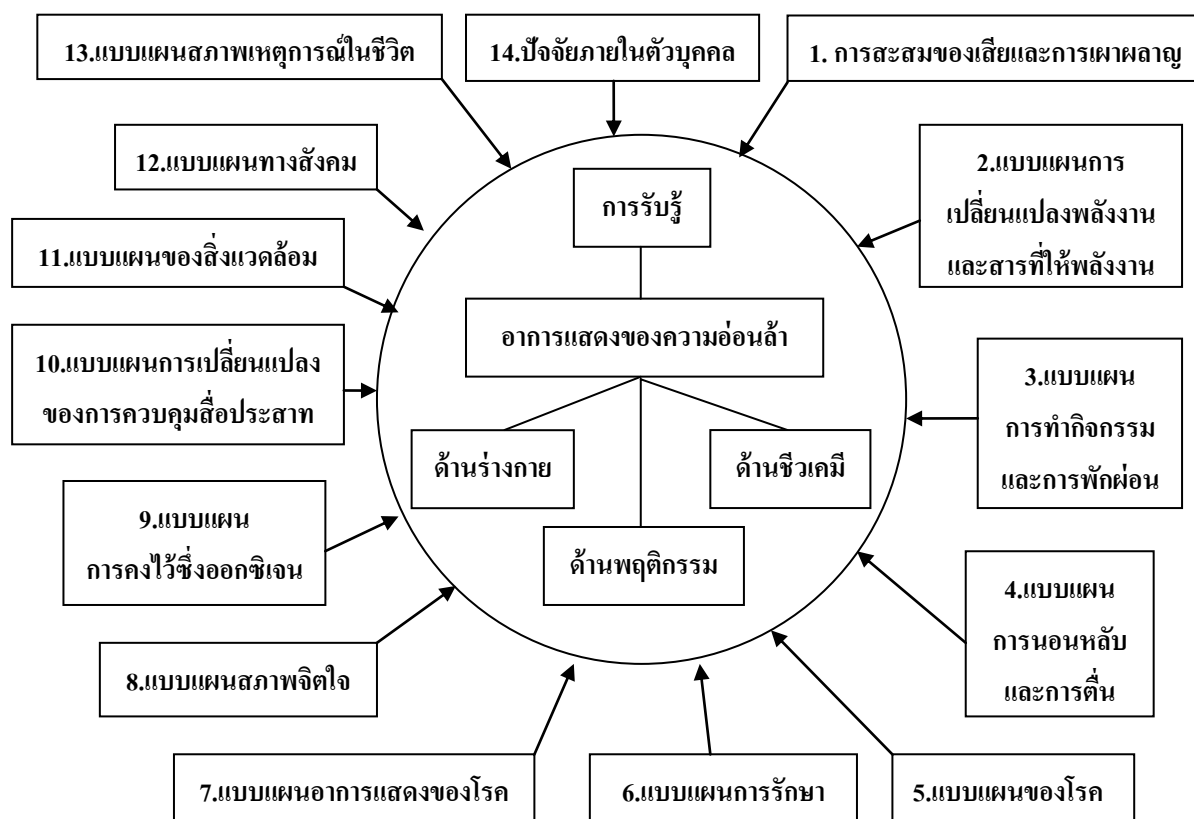 13.แบบแผนสภาพเหตุการณ์ในชีวิต
14.ปัจจัยภายในตัวบุคคล
1. การสะสมของเสียและการเผาผลาญ
12.แบบแผนทางสังคม
2.แบบแผนการ
เปลี่ยนแปลงพลังงาน
และสารที่ให้พลังงาน
การรับรู้
11.แบบแผนของสิ่งแวดล้อม
อาการแสดงของความอ่อนล้า
10.แบบแผนการเปลี่ยนแปลง
ของการควบคุมสื่อประสาท
3.แบบแผน
การทำกิจกรรม
และการพักผ่อน
ด้านร่างกาย
ด้านชีวเคมี
9.แบบแผน
การคงไว้ซึ่งออกซิเจน
ด้านพฤติกรรม
4.แบบแผน
การนอนหลับ
และการตื่น
8.แบบแผนสภาพจิตใจ
7.แบบแผนอาการแสดงของโรค
6.แบบแผนการรักษา
5.แบบแผนของโรค